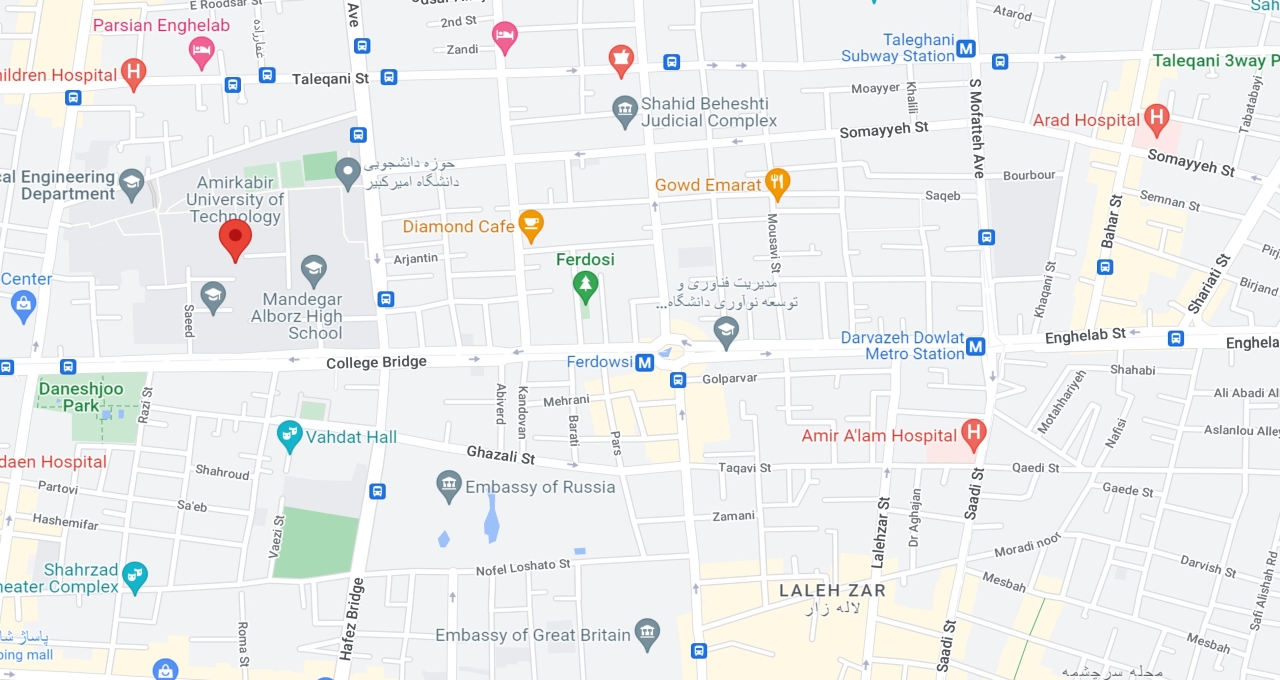 E Roodsar St
Parsian Enghelab
Ave
2nd St
Zandi
Atarod
Taleghani
Subway Station
Children Hospital
Taleqani St
Taleqani 3way P
Moayyer
Khalili
S Mofatteh Ave
Tabatabayi
Shahid Beheshti
Judicial Complex
Somayyeh St
Arad Hospital
Somayyeh St
حوزه دانشجویی
دانشگاه امیرکبیر
cal Engineering
Department
Amirkabir
University of
Technology
Gowd Emarat
Bourbour
Saqeb
Semnan St
Diamond Cafe
Mousavi St
Bahar St
Arjantin
Ferdosi
Center
Mandegar
Alborz High
School
Saeed
مدیریت فناوری و
توسعه نوآوری دانشگاه...
Khaqani St
Shariati St
Birjand
Darvazeh Dowlat
Metro Station
Enghelab St
Enghela
College Bridge
Ferdowsi
Golparvar
Shahabi
Daneshjoo
Park
Razi St
Abiverd
Kandovan
Mehrani
Barati
Pars
Motahhariyeh
Nafisi
Ali Abadi Al
Aslanlou Alley
Vahdat Hall
Amir A'lam Hospital
Ghazali St
Taqavi St
Qaedi St
daen Hospital
Shahroud
Partovi
Sa'eb
Hashemifar
Vaezi St
Embassy of Russia
Zamani
Lalehzar St
Dr Aghajan
Saadi St
Gaede St
Moradi noor
Darvish St
Nofel Loshato St
Mesbah
Shahrzad
heater Complex
LALEH ZAR
لاله زار
Safi Alishah Rd
Hafez Bridge
Roma St
Embassy of Great Britain
Saadi St
Mesbah
پاساژ شا
ping mall
محله سرچشمه